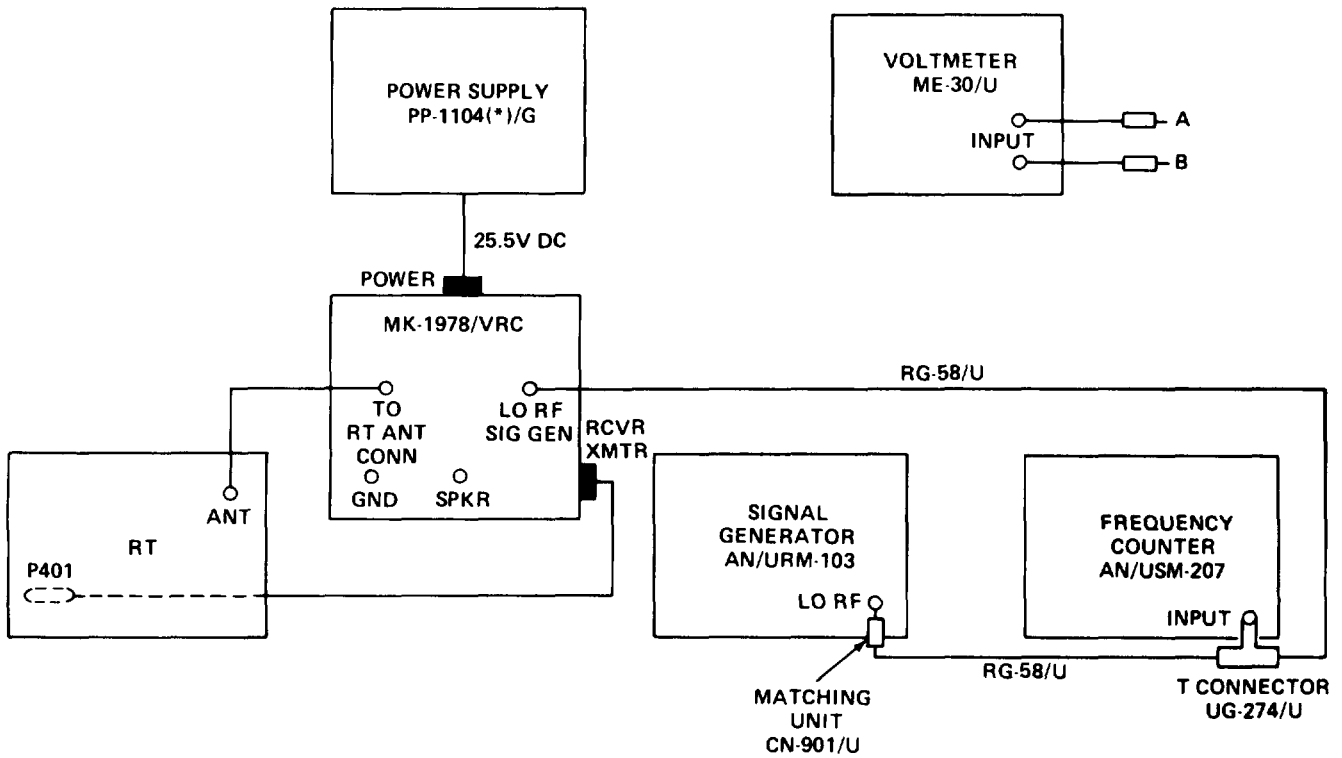 POWER SUPPLY
PP-1104(*)/G
VOLTMETER
ME-30/U
INPUT
A
B
25.5V DC
POWER
MK-1978/VRC
TO
RT ANT
CONN
LO RF
SIG GEN
GND
SPKR
RCVR
XMTR
RG-58/U
ANT
RT
P401
SIGNAL
GENERATOR
AN/URM-103
LO RF
FREQUENCY
COUNTER
AN/USM-207
INPUT
RG-58/U
MATCHING
UNIT
CN-901/U
T CONNECTOR
UG-274/U